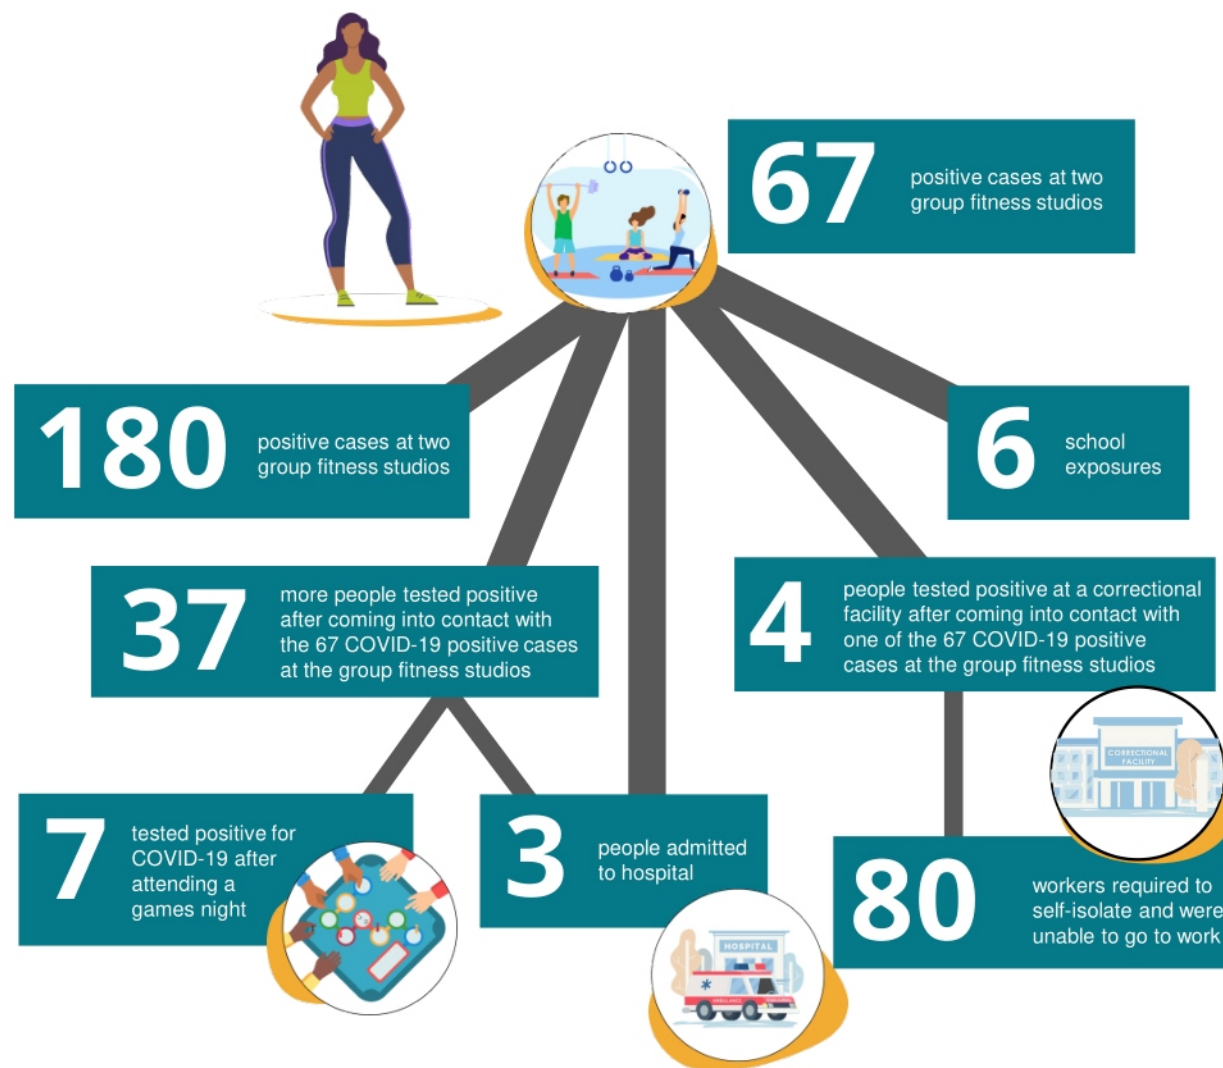 67
positive cases at two
group fitness studios
180
positive cases at two
group fitness studios
6
school
exposures
37
more people tested positive
after coming into contact with
the 67 COVID-19 positive cases
at the group fitness studios
4
people tested positive at a correctional
facility after coming into contact with
one of the 67 COVID-19 positive
cases at the group fitness studios
CORRECTIONAL
FACILITY
7
tested positive for
COVID-19 after
attending a
games night
3
people admitted
to hospital
HOSPITAL
AMBULANCE
80
workers required to
self-isolate and were
unable to go to work